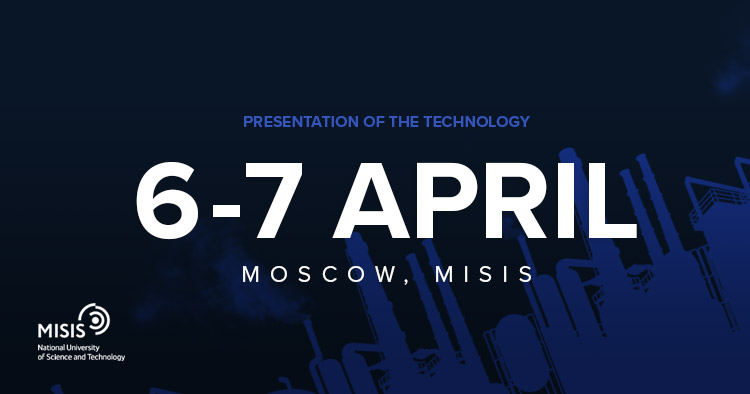 PRESENTATION OF THE TECHNOLOGY
6-7 APRIL
MOSCOW, MISIS
MISIS
National University
of Science and Technology